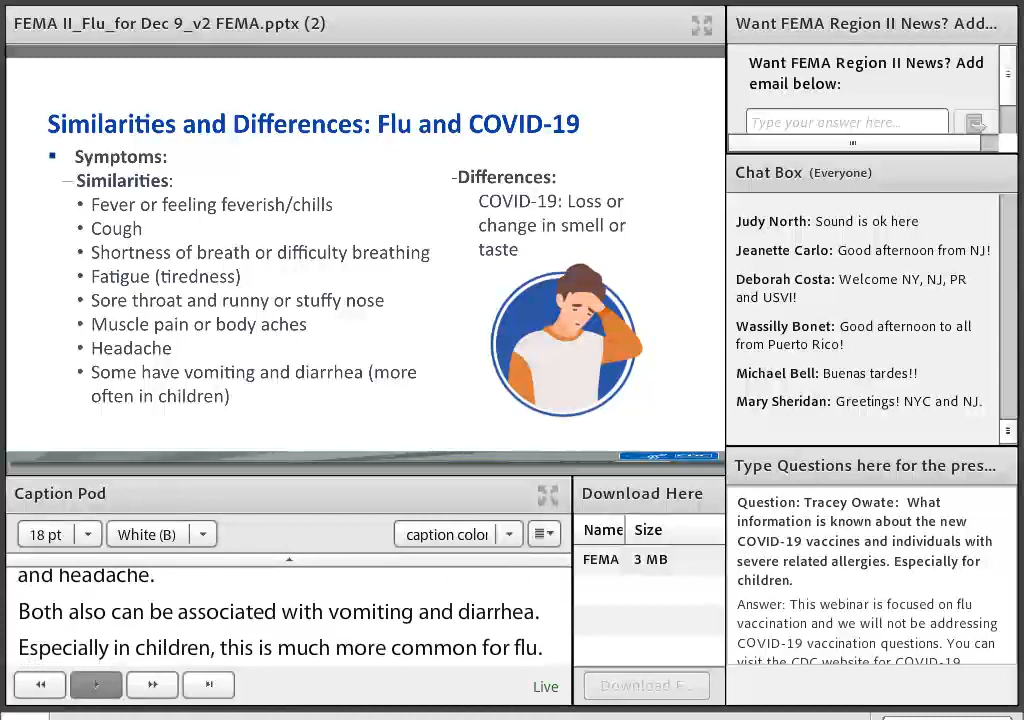 FEMA II_Flu_for Dec 9_v2 FEMA.pptx (2)
Similarities and Differences: Flu and COVID-19
▪ Symptoms:
– Similarities:
• Fever or feeling feverish/chills
• Cough
• Shortness of breath or difficulty breathing
• Fatigue (tiredness)
• Sore throat and runny or stuffy nose
• Muscle pain or body aches
• Headache
• Some have vomiting and diarrhea (more
often in children)
-Differences:
COVID-19: Loss or
change in smell or
taste
Want FEMA Region II News? Add...
Want FEMA Region II News? Add
email below:
Type your answer here...
Chat Box (Everyone)
Judy North: Sound is ok here
Jeanette Carlo: Good afternoon from NJ!
Deborah Costa: Welcome NY, NJ, PR
and USVI!
Wassilly Bonet: Good afternoon to all
from Puerto Rico!
Michael Bell: Buenas tardes!!
Mary Sheridan: Greetings! NYC and NJ.
Type Questions here for the pres...
Question: Tracey Owate: What
information is known about the new
COVID-19 vaccines and individuals with
severe related allergies. Especially for
children.
Answer: This webinar is focused on flu
vaccination and we will not be addressing
COVID-19 vaccination questions. You can
visit the CDC website for COVID-19
Caption Pod
18 pt
White (B)
caption color
and headache.
Both also can be associated with vomiting and diarrhea.
Especially in children, this is much more common for flu.
Live
Download Here
Name Size
FEMA 3 MB
Download F...